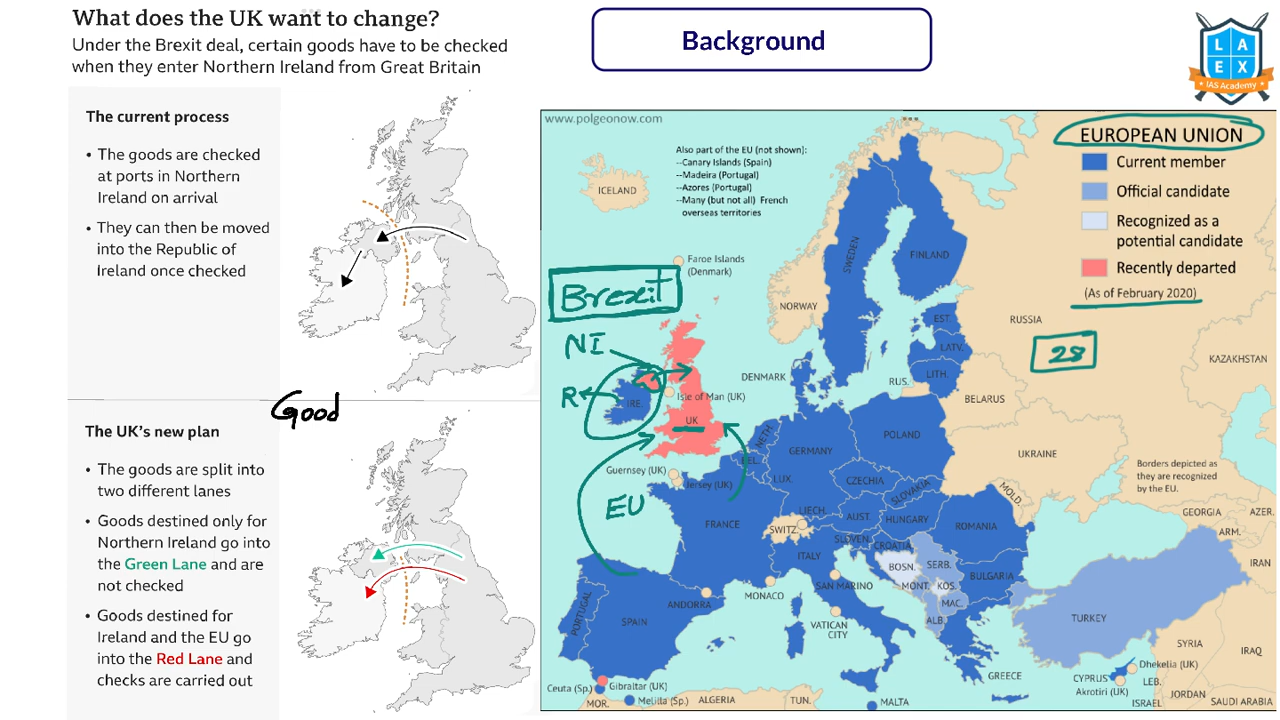 What does the UK want to change?
Under the Brexit deal, certain goods have to be checked
when they enter Northern Ireland from Great Britain
The current process
• The goods are checked
at ports in Northern
Ireland on arrival
• They can then be moved
into the Republic of
Ireland once checked
Good
The UK's new plan
• The goods are split into
two different lanes
• Goods destined only for
Northern Ireland go into
the Green Lane and are
not checked
• Goods destined for
Ireland and the EU go
into the Red Lane and
checks are carried out
Background
L A
E X
IAS Academy
www.polgeonow.com
Also part of the EU (not shown):
--Canary Islands (Spain)
--Madeira (Portugal)
--Azores (Portugal)
--Many (but not all) French
overseas territories
EUROPEAN UNION
Current member
Official candidate
Recognized as a
potential candidate
Recently departed
(As of February 2020)
28
Brexit
NI
R
EU
ICELAND
Faroe Islands
(Denmark)
SWEDEN
FINLAND
NORWAY
RUSSIA
EST.
LATV.
LITH.
RUS.
KAZAKHSTAN
DENMARK
BELARUS
IRE.
Isle of Man (UK)
UK
NETH.
BEL.
GERMANY
POLAND
UKRAINE
Guernsey (UK)
Jersey (UK)
LUX.
CZECHIA
SLOVAKIA
MOLD.
Borders depicted as
they are recognized
by the EU.
FRANCE
LIECH.
SWITZ.
AUST.
HUNGARY
ROMANIA
GEORGIA
AZER.
ARM.
SLOVEN.
CROATIA
ITALY
BOSN.
SERB.
BULGARIA
IRAN
MONT.
KOS.
MAC.
ALB.
SAN MARINO
MONACO
ANDORRA
VATICAN
CITY
PORTUGAL
SPAIN
TURKEY
GREECE
SYRIA
IRAQ
CYPRUS
Dhekelia (UK)
Akrotiri (UK)
LEB.
ISRAEL
JORDAN
SAUDI ARABIA
Ceuta (Sp.)
Gibraltar (UK)
Melilla (Sp.)
MOR.
ALGERIA
TUN.
MALTA